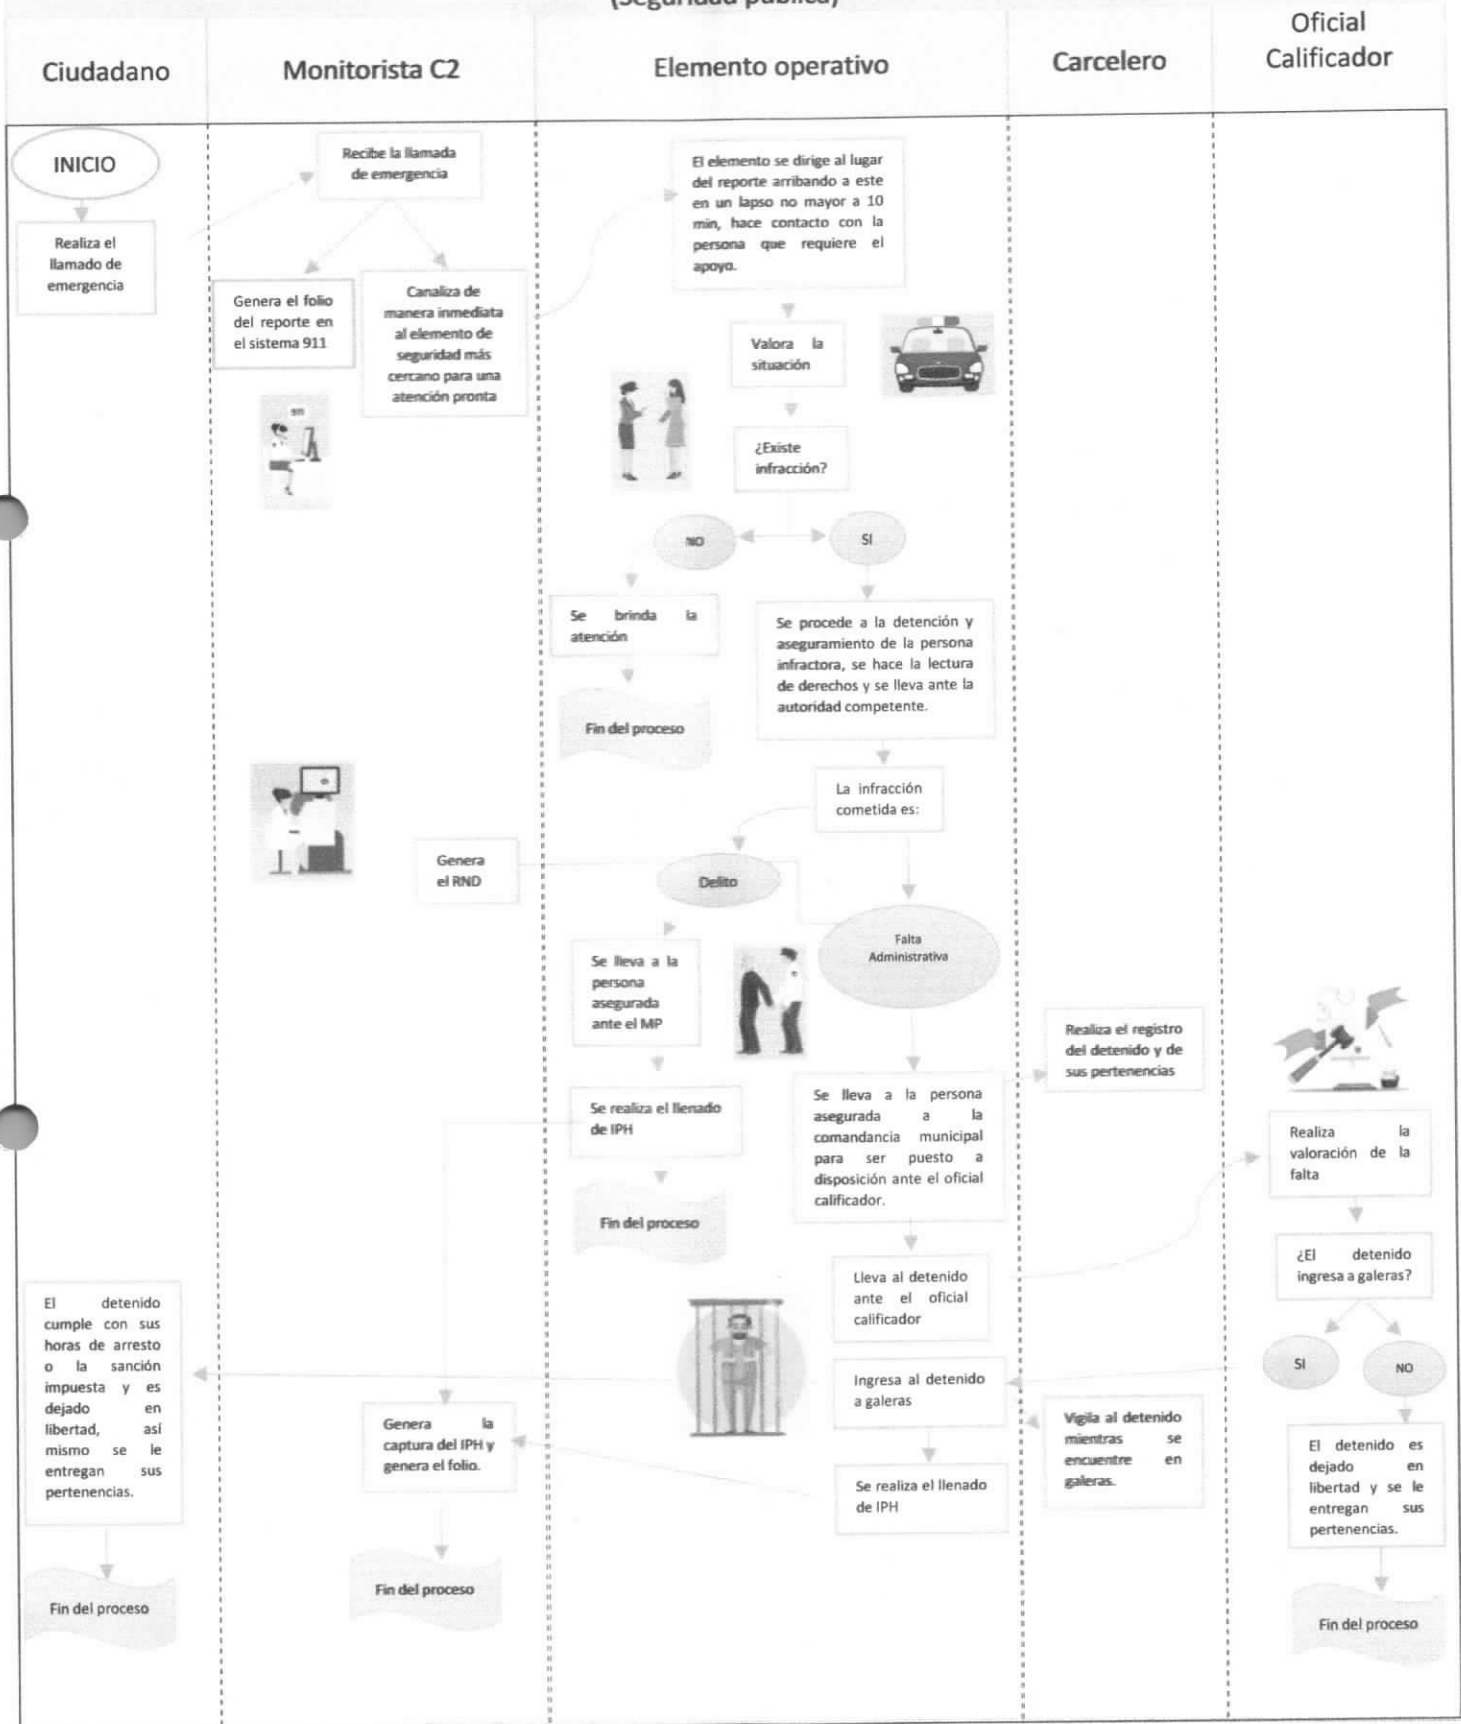 (Seguridad pública)
Ciudadano
Monitorista C2
Elemento operativo
Carcelero
Oficial
Calificador
INICIO
Realiza el
llamado de
emergencia
Recibe la llamada
de emergencia
Genera el folio
del reporte en
el sistema 911
Canaliza de
manera inmediata
al elemento de
seguridad más
cercano para una
atención pronta
911
El elemento se dirige al lugar
del reporte arribando a este
en un lapso no mayor a 10
min, hace contacto con la
persona que requiere el
apoyo.
Valora la
situación
¿Existe
infracción?
NO
SI
Se brinda la
atención
Fin del proceso
Se procede a la detención y
aseguramiento de la persona
infractora, se hace la lectura
de derechos y se lleva ante la
autoridad competente.
La infracción
cometida es:
Genera
el RND
Delito
Falta
Administrativa
Se lleva a la
persona
asegurada
ante el MP
Se realiza el llenado
de IPH
Fin del proceso
Se lleva a la persona
asegurada a la
comandancia municipal
para ser puesto a
disposición ante el oficial
calificador.
Realiza el registro
del detenido y de
sus pertenencias
Realiza la
valoración de la
falta
¿El detenido
ingresa a galeras?
SI
NO
Lleva al detenido
ante el oficial
calificador
Ingresa al detenido
a galeras
Se realiza el llenado
de IPH
Vigila al detenido
mientras se
encuentre en
galeras.
El detenido es
dejado en
libertad y se le
entregan sus
pertenencias.
Fin del proceso
Genera la
captura del IPH y
genera el folio.
Fin del proceso
El detenido
cumple con sus
horas de arresto
o la sanción
impuesta y es
dejado en
libertad, así
mismo se le
entregan sus
pertenencias.
Fin del proceso